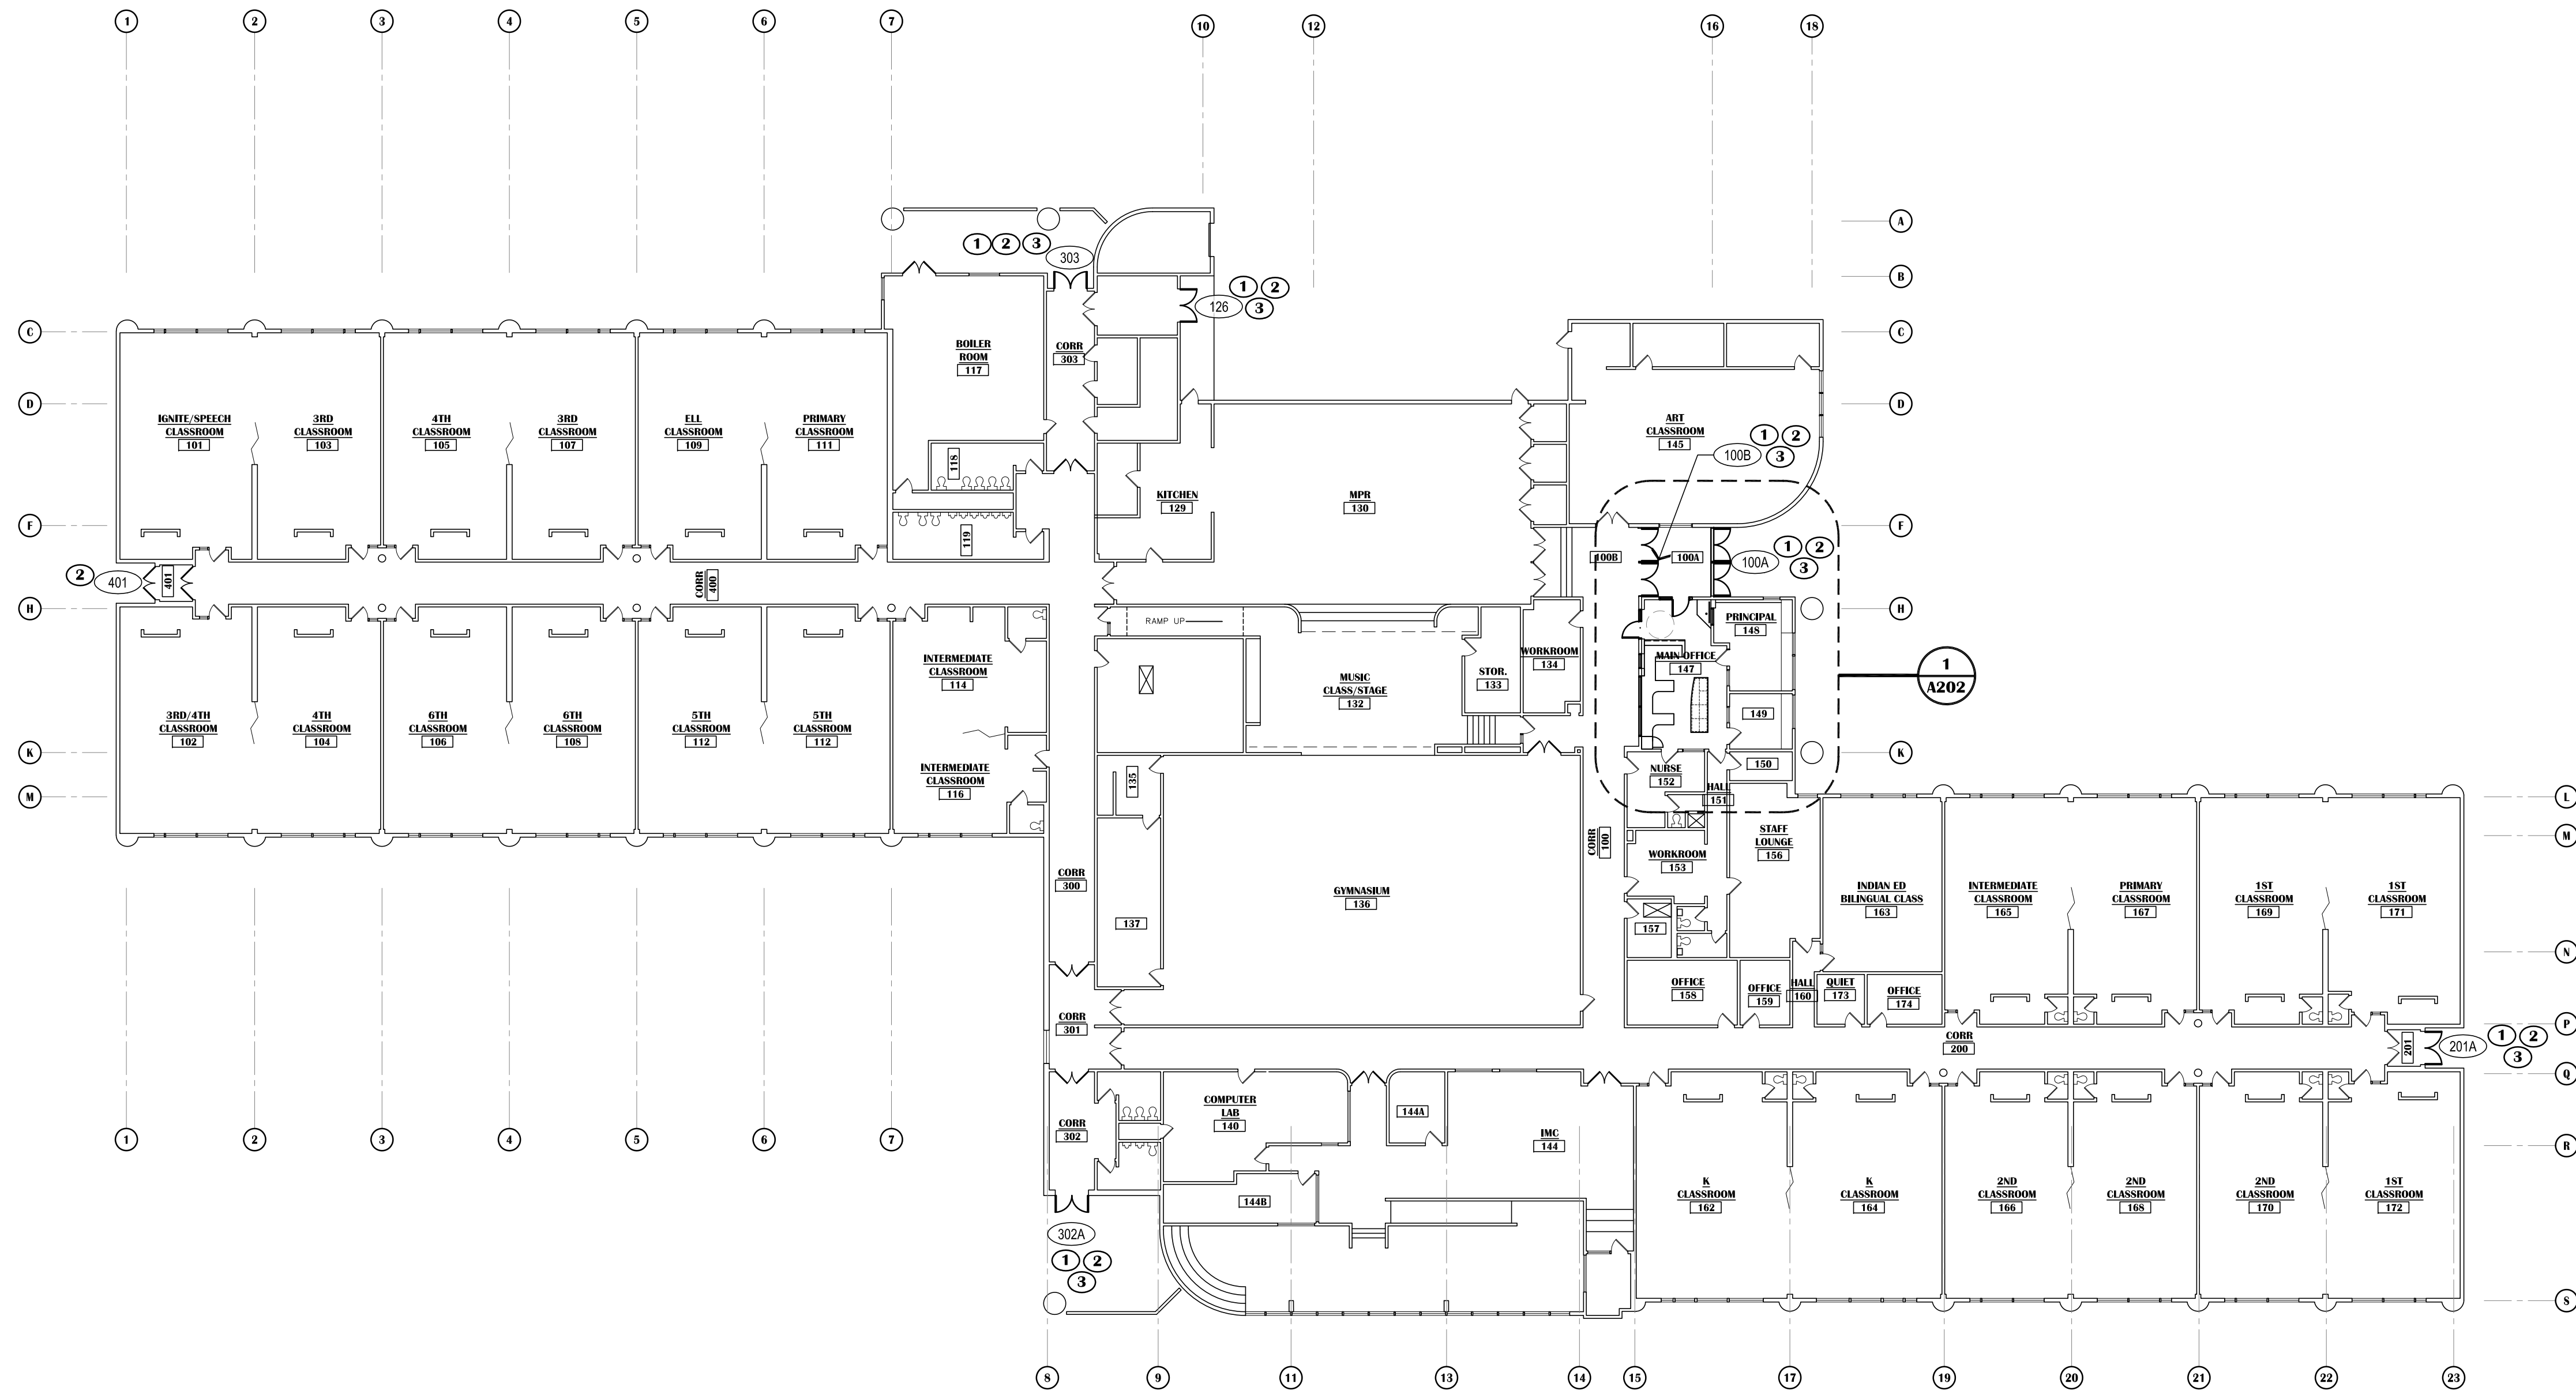 1 2 3 4 5 6 7 10 12 16 18
A
1 2 3
303
B
1 2
126 3
C C
BOILER
ROOM
117
CORR
303
D D
IGNITE/SPEECH
CLASSROOM
101
3RD
CLASSROOM
103
4TH
CLASSROOM
105
3RD
CLASSROOM
107
ELL
CLASSROOM
109
PRIMARY
CLASSROOM
111
ART
CLASSROOM
145
1 2
100B 3
118
KITCHEN
129
MPR
130
F F
119
100B 100A
1 2
100A 3
2 401
401
CORR
400
H H
RAMP UP
PRINCIPAL
148
INTERMEDIATE
CLASSROOM
114
MUSIC
CLASS/STAGE
132
STOR.
133
WORKROOM
134
MAIN OFFICE
147
1
A202
149
3RD/4TH
CLASSROOM
102
4TH
CLASSROOM
104
6TH
CLASSROOM
106
6TH
CLASSROOM
108
5TH
CLASSROOM
112
5TH
CLASSROOM
112
K K
INTERMEDIATE
CLASSROOM
116
135
NURSE
152
150
HALL
151
M L
CORR
100
STAFF
LOUNGE
156
M
WORKROOM
153
CORR
300
GYMNASIUM
136
137
157
INDIAN ED
BILINGUAL CLASS
163
INTERMEDIATE
CLASSROOM
165
PRIMARY
CLASSROOM
167
1ST
CLASSROOM
169
1ST
CLASSROOM
171
N
OFFICE
158
OFFICE
159
HALL
160
QUIET
173
OFFICE
174
CORR
301
P
CORR
200
201
201A
1 2
3
Q
COMPUTER
LAB
140
144A
CORR
302
IMC
144
R
1 2 3 4 5 6 7
144B
K
CLASSROOM
162
K
CLASSROOM
164
2ND
CLASSROOM
166
2ND
CLASSROOM
168
2ND
CLASSROOM
170
1ST
CLASSROOM
172
302A
1 2
3
S
8 9 11 13 14 15 17 19 20 21 22 23